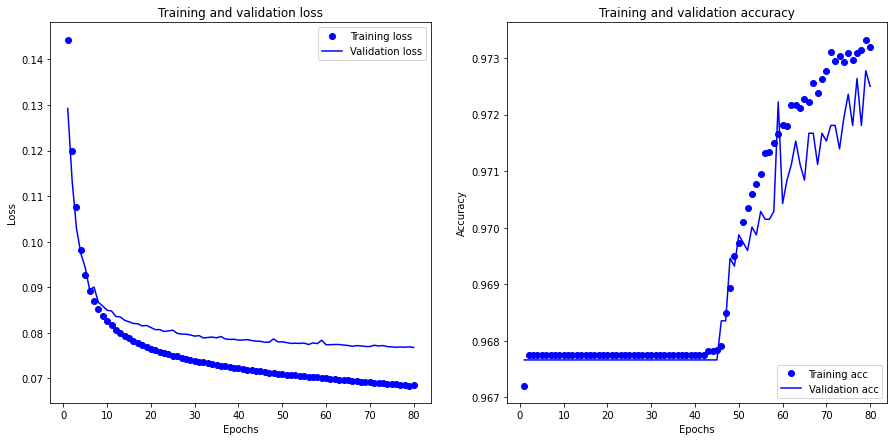 Training and validation loss
Training loss
Validation loss
0.14
0.13
0.12
0.11
0.10
0.09
0.08
0.07
Loss
0 10 20 30 40 50 60 70 80
Epochs
Training and validation accuracy
0.973
0.972
0.971
0.970
0.969
0.968
0.967
Accuracy
Training acc
Validation acc
0 10 20 30 40 50 60 70 80
Epochs